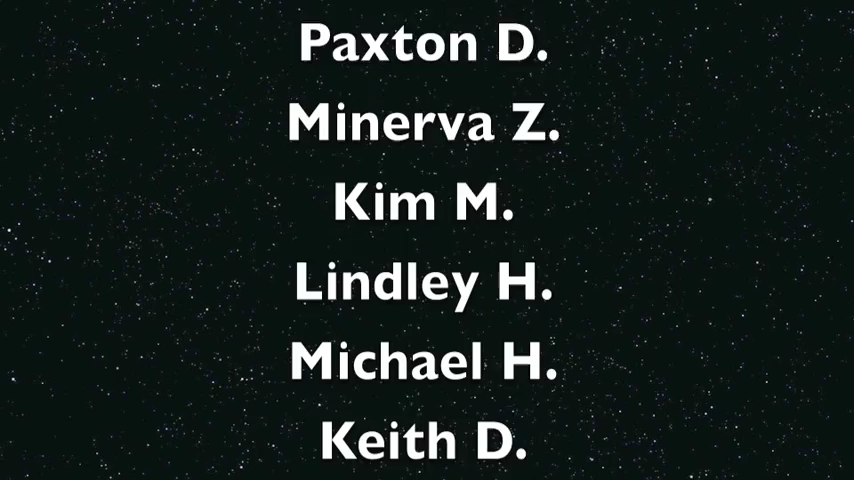 Paxton D.
Minerva Z.
Kim M.
Lindley H.
Michael H.
Keith D.